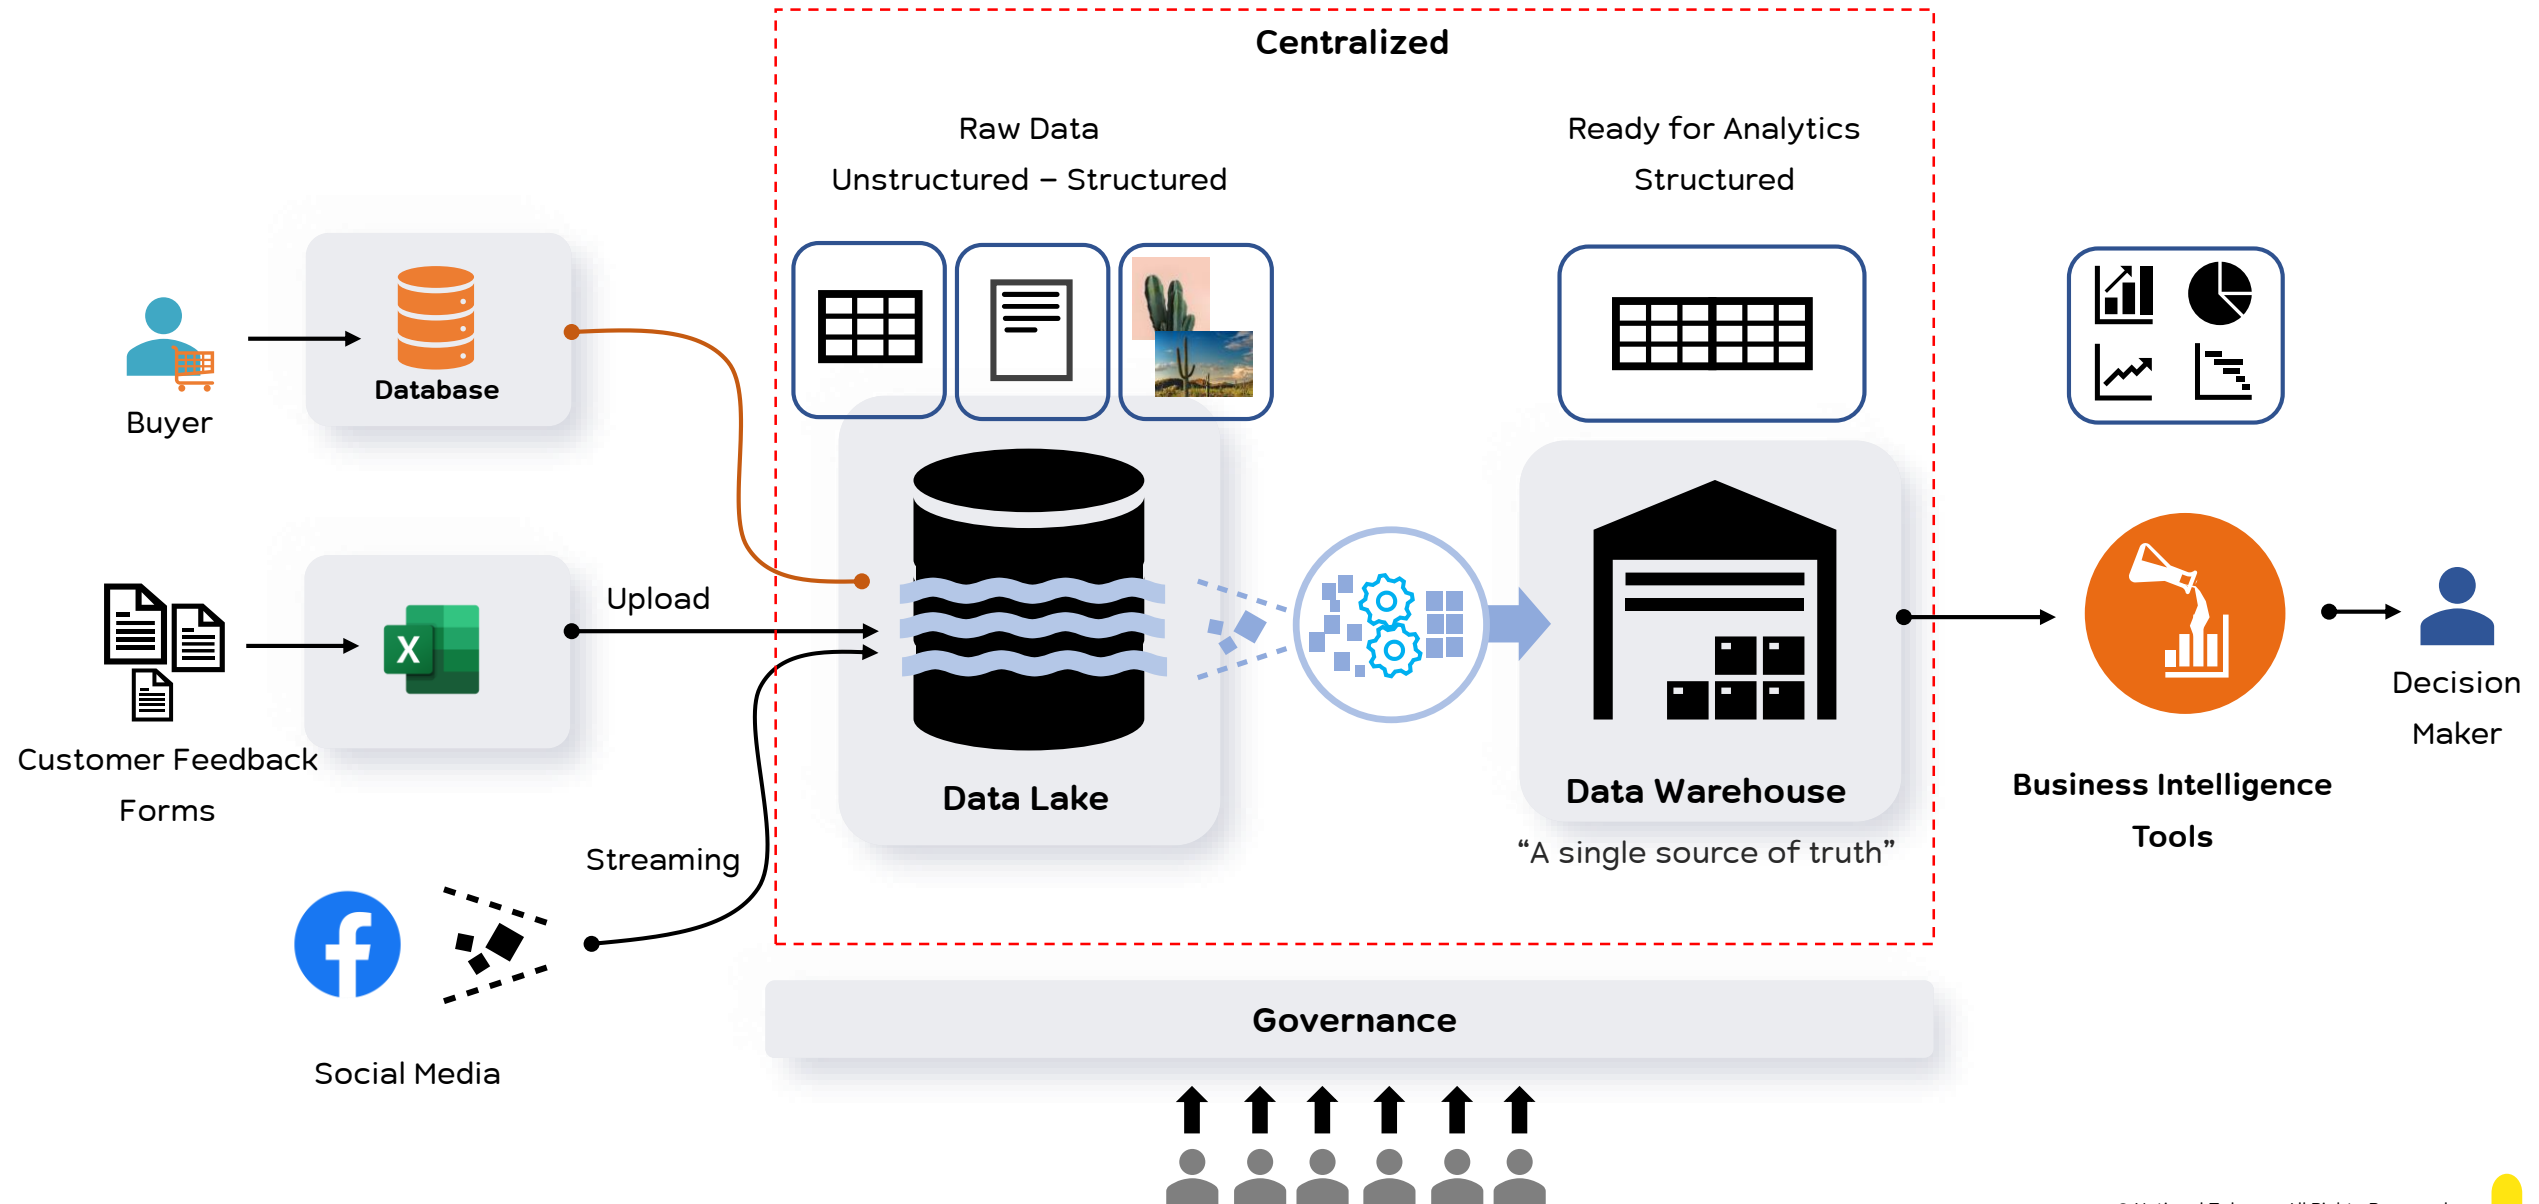 Centralized
Raw Data
Unstructured – Structured
Ready for Analytics
Structured
Database
Buyer
Upload
X
Customer Feedback
Forms
Data Lake
Data Warehouse
“A single source of truth”
Business Intelligence
Tools
Decision
Maker
Streaming
f
Social Media
Governance